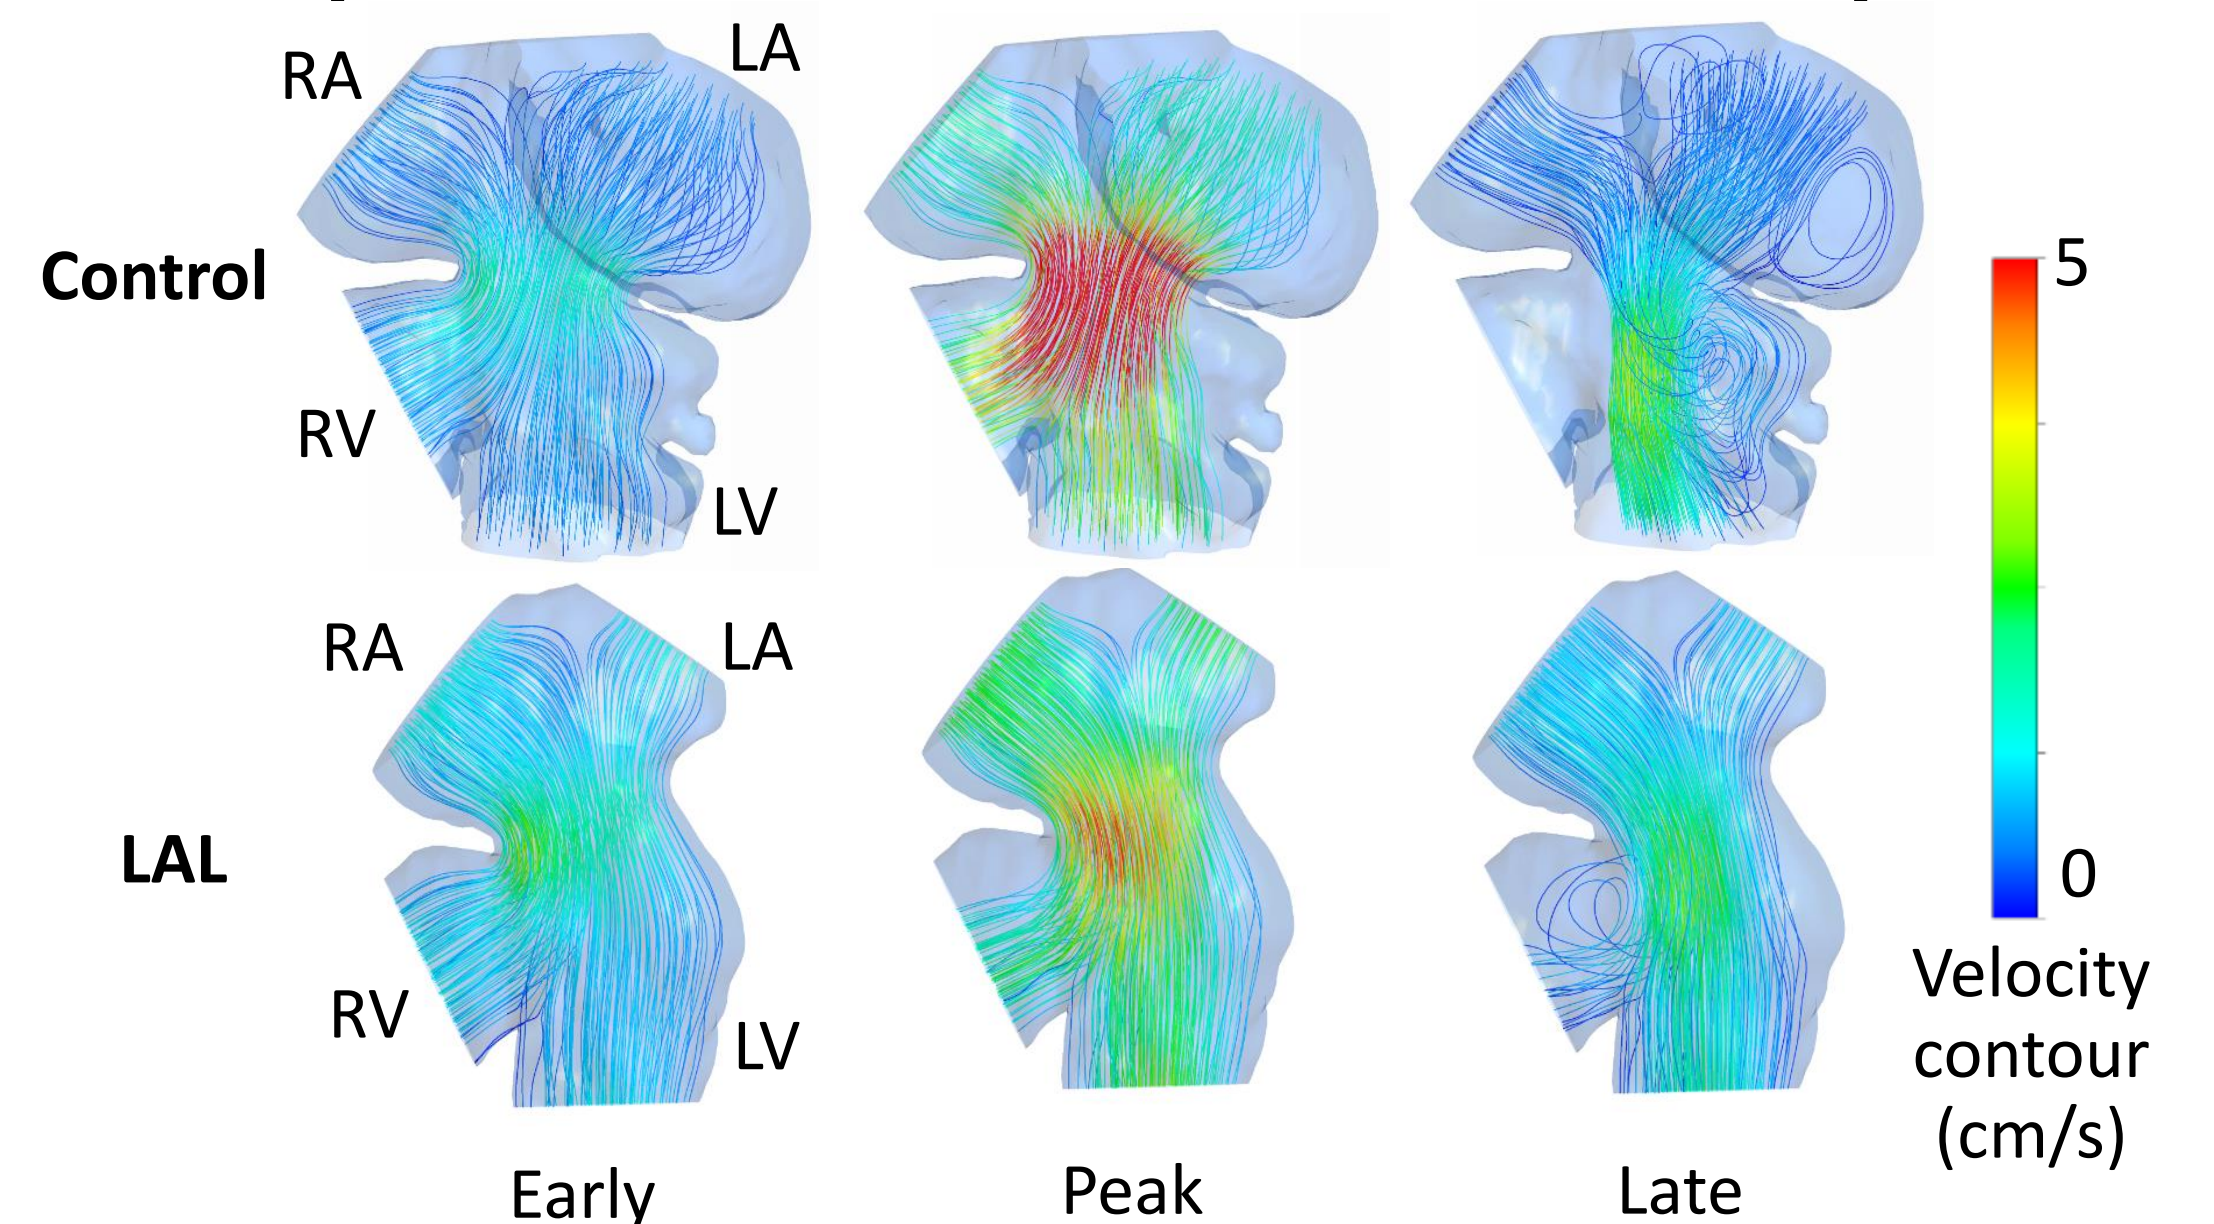 RA
LA
Control
RV
LV
5
0
RA
LA
LAL
RV
LV
Velocity
contour
(cm/s)
Early
Peak
Late